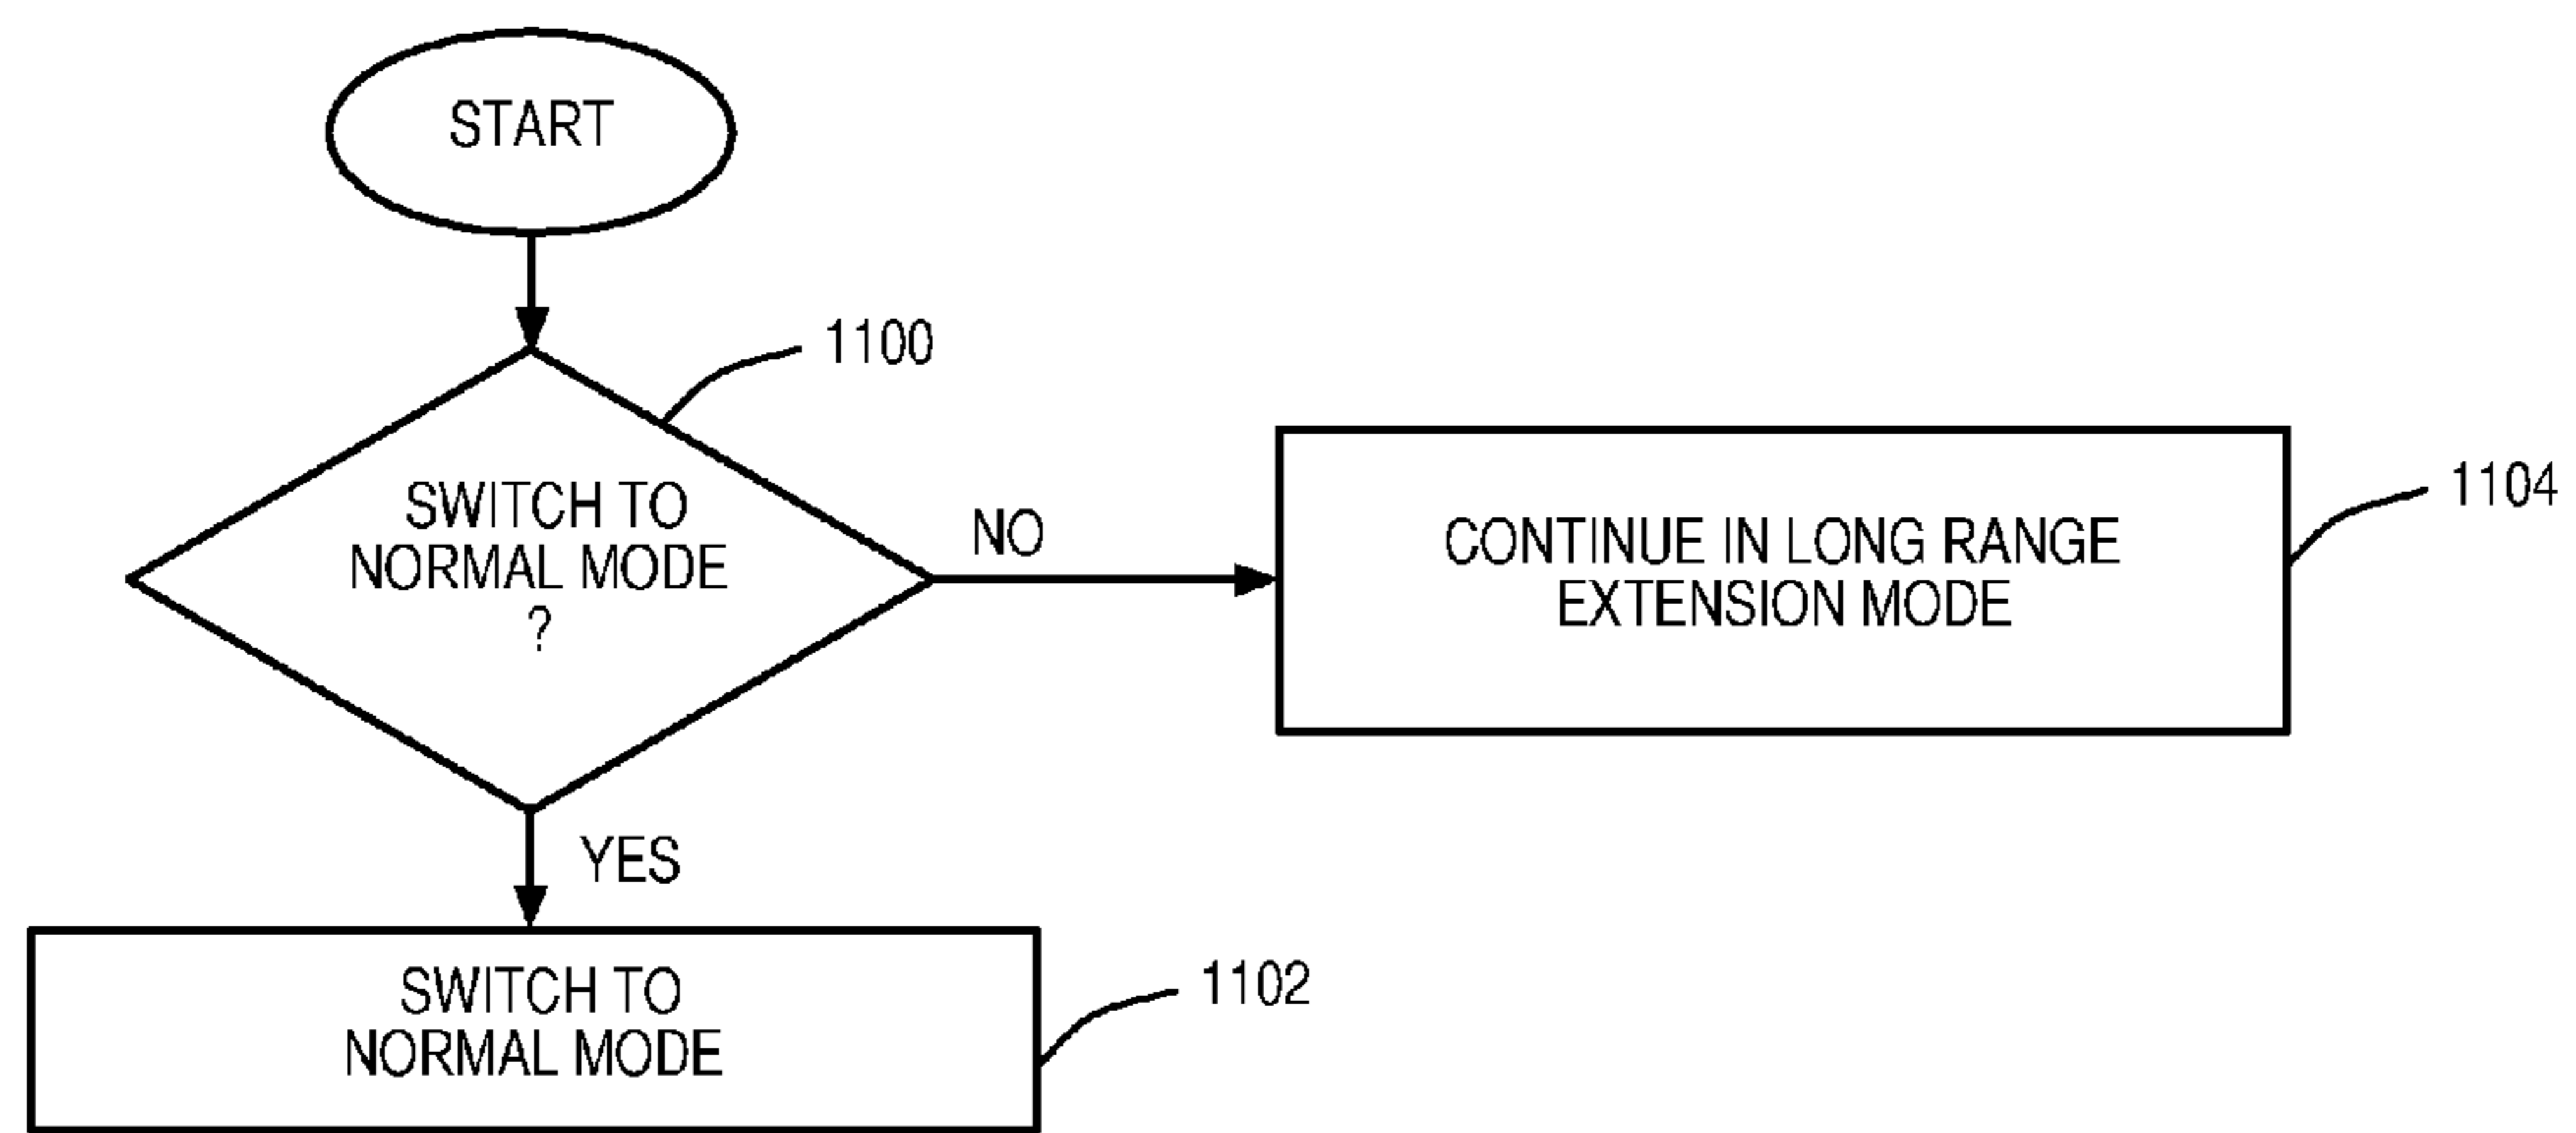 START
1100
SWITCH TO
NORMAL MODE
?
NO
CONTINUE IN LONG RANGE
EXTENSION MODE
1104
YES
SWITCH TO
NORMAL MODE
1102